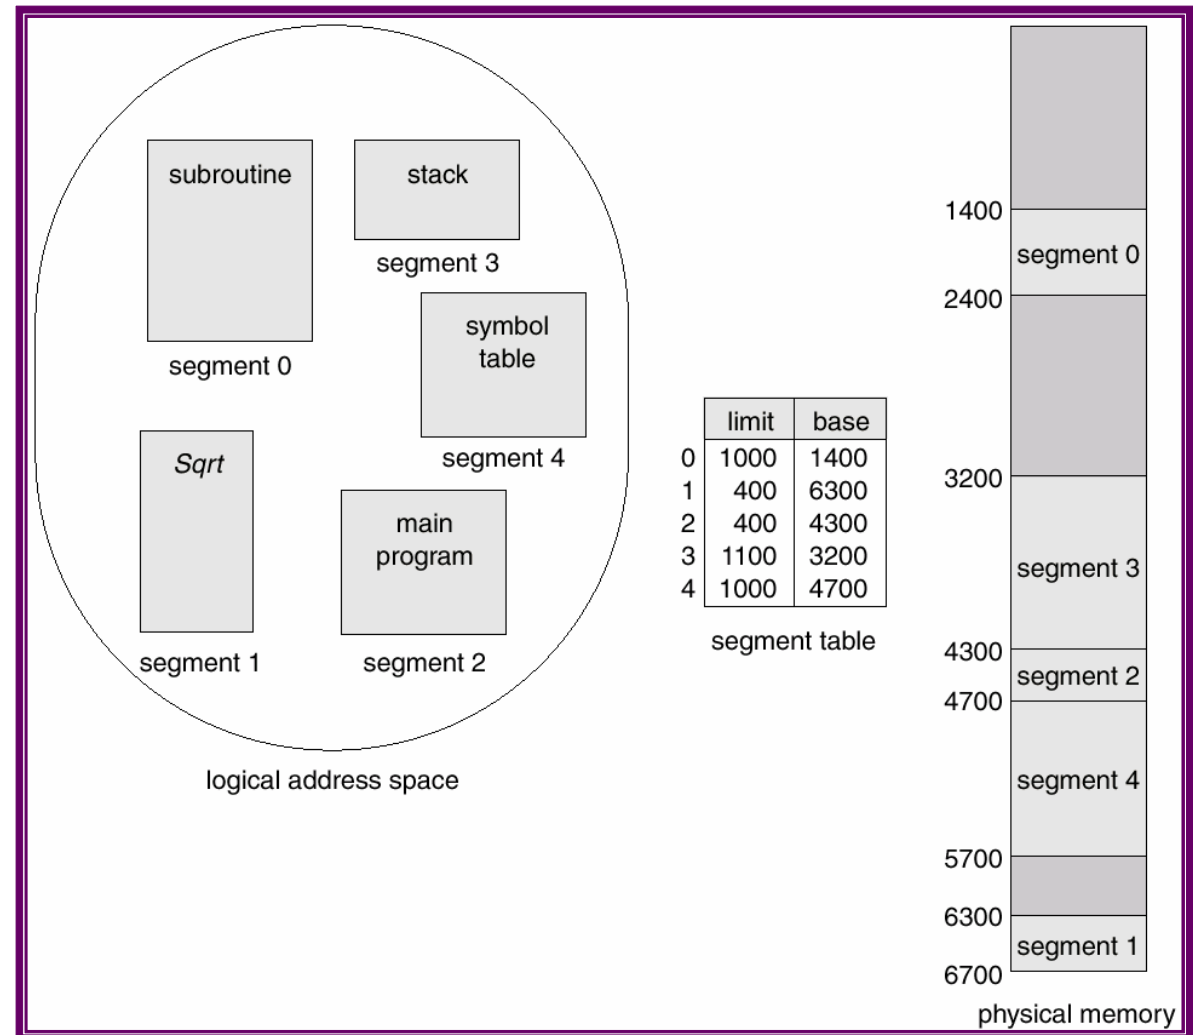 subroutine
segment 0
stack
segment 3
symbol
table
segment 4
Sqrt
segment 1
main
program
segment 2
logical address space
limit base
0 1000 1400
1 400 6300
2 400 4300
3 1100 3200
4 1000 4700
segment table
1400
segment 0
2400
3200
segment 3
4300
segment 2
4700
segment 4
5700
6300
segment 1
6700
physical memory